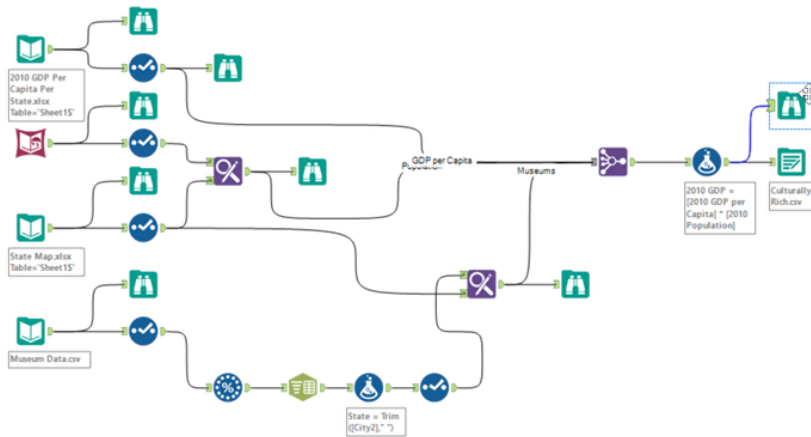 2010 GDP Per
Capita Per
State.xlsx
Table='Sheet1$'
GDP per Capita
Museums
2010 GDP =
[2010 GDP per
Capita] * [2010
Population]
Culturally
Rich.csv
State Map.xlsx
Table='Sheet1$'
Museum Data.csv
State = Trim
([City2]," ")